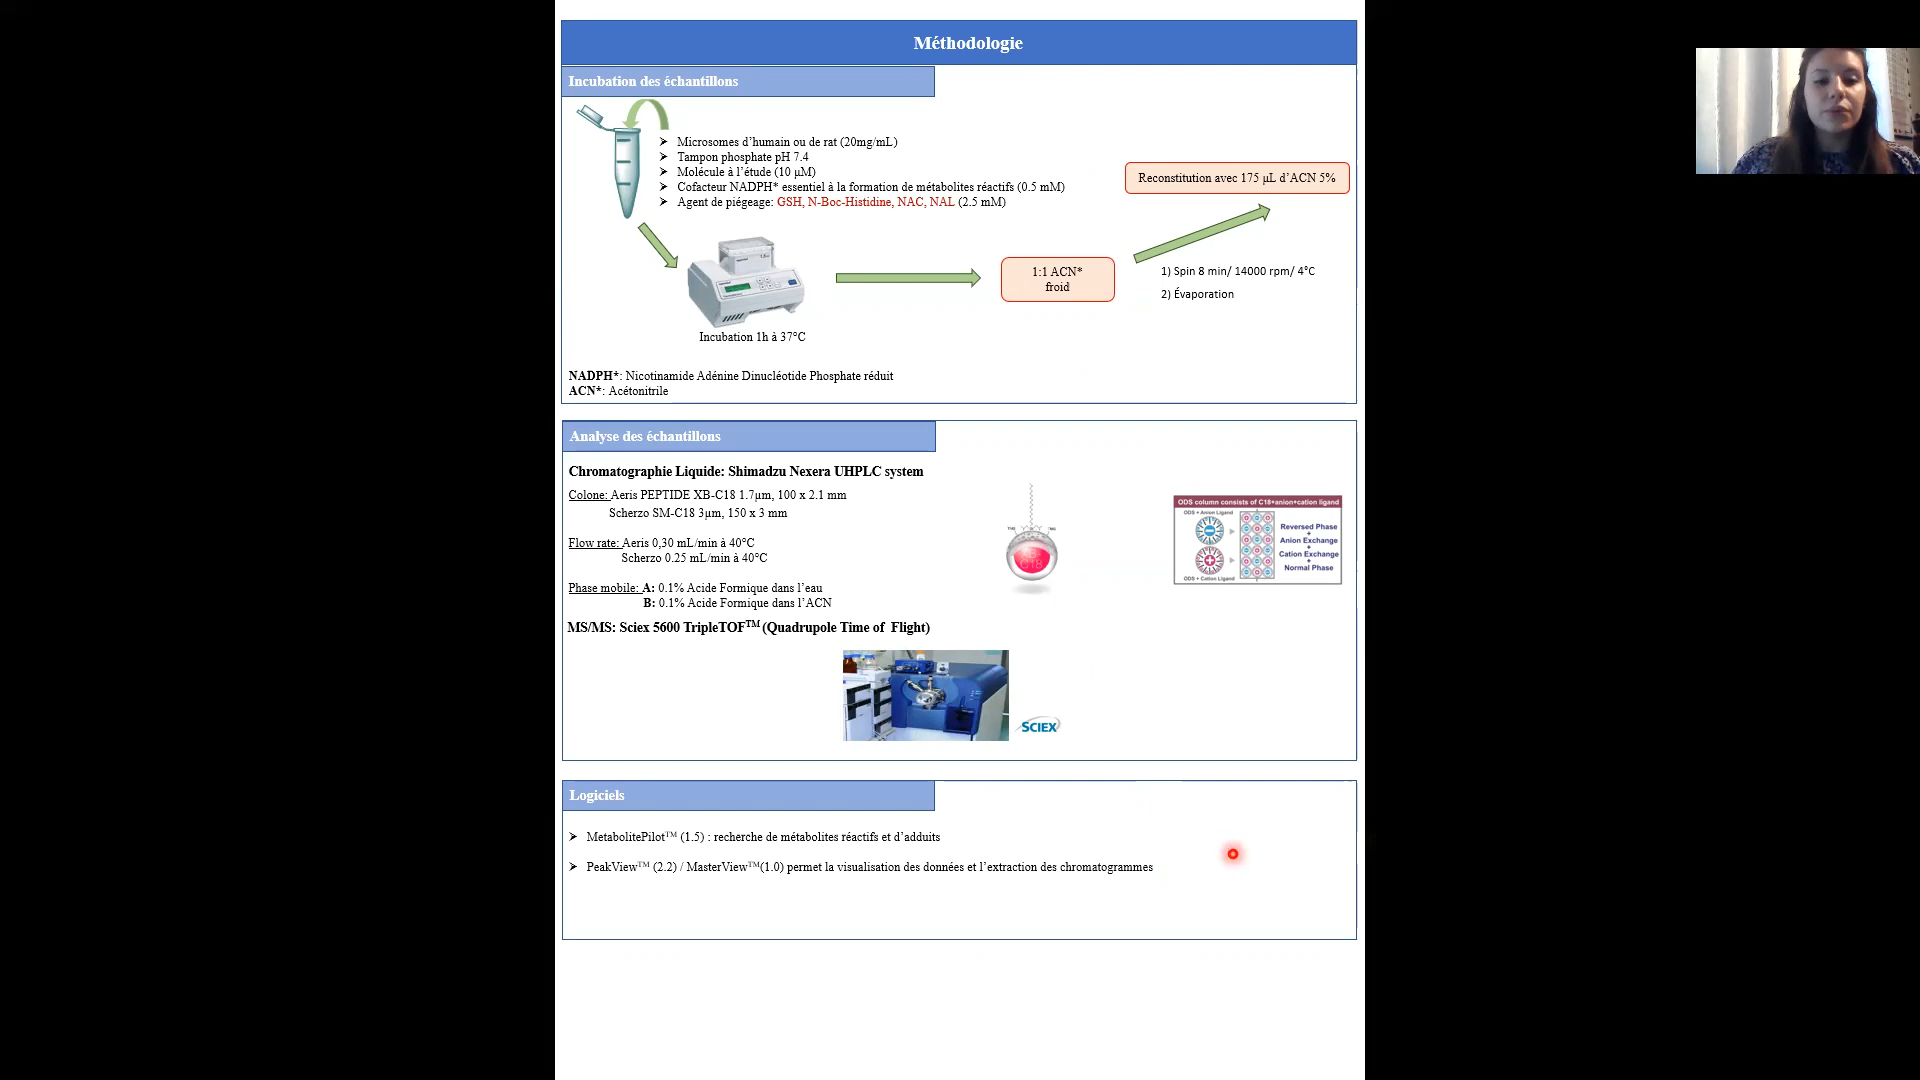 Méthodologie
Incubation des échantillons
➢ Microsomes d’humain ou de rat (20mg/mL)
➢ Tampon phosphate pH 7.4
➢ Molécule à l’étude (10 µM)
➢ Cofacteur NADPH* essentiel à la formation de métabolites réactifs (0.5 mM)
➢ Agent de piégeage: GSH, N-Boc-Histidine, NAC, NAL (2.5 mM)
Reconstitution avec 175 µL d’ACN 5%
1:1 ACN*
froid
1) Spin 8 min/ 14000 rpm/ 4°C
2) Évaporation
Incubation 1h à 37°C
NADPH*: Nicotinamide Adénine Dinucléotide Phosphate réduit
ACN*: Acétonitrile
Analyse des échantillons
Chromatographie Liquide: Shimadzu Nexera UHPLC system
Colone: Aeris PEPTIDE XB-C18 1.7µm, 100 x 2.1 mm
Scherzo SM-C18 3µm, 150 x 3 mm
Flow rate: Aeris 0,30 mL/min à 40°C
Scherzo 0.25 mL/min à 40°C
Phase mobile: A: 0.1% Acide Formique dans l’eau
B: 0.1% Acide Formique dans l’ACN
C18
ODS column consists of C18+anion+cation ligand
ODS + Anion Ligand
ODS + Cation Ligand
Reversed Phase
+
Anion Exchange
+
Cation Exchange
+
Normal Phase
MS/MS: Sciex 5600 TripleTOF™ (Quadrupole Time of Flight)
SCIEX
Logiciels
➢ MetabolitePilot™ (1.5) : recherche de métabolites réactifs et d’adduits
➢ PeakView™ (2.2) / MasterView™(1.0) permet la visualisation des données et l’extraction des chromatogrammes